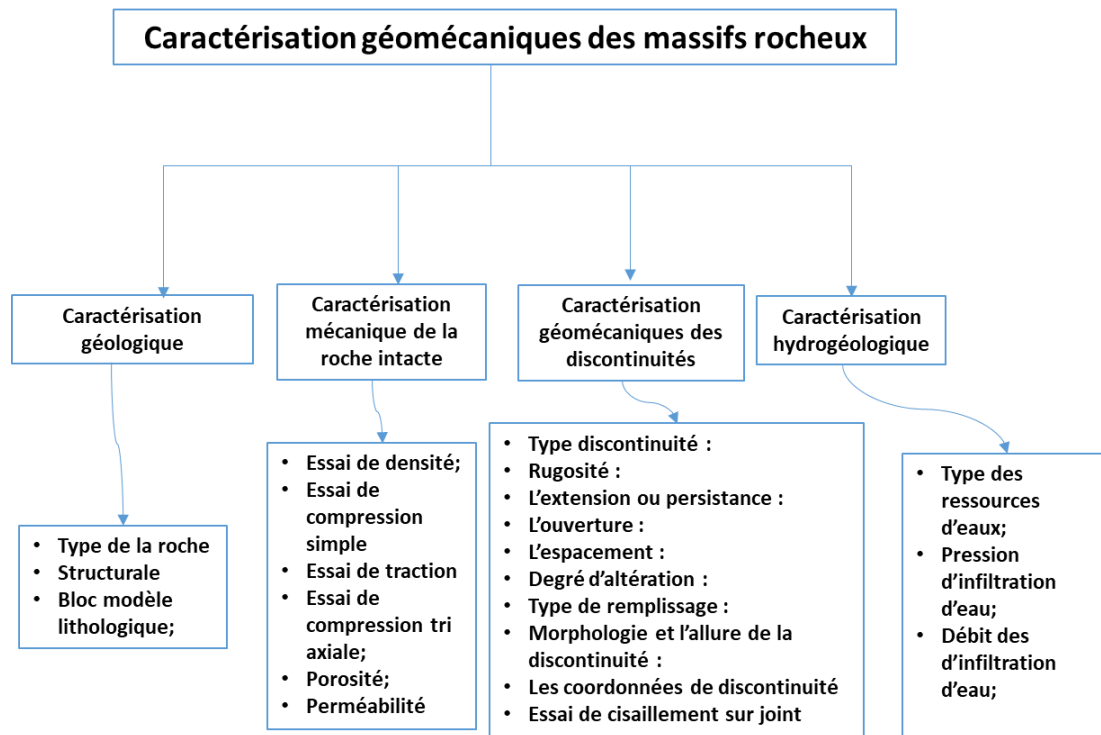 Caractérisation géomécaniques des massifs rocheux
Caractérisation
géologique
Caractérisation
mécanique de la
roche intacte
Caractérisation
géomécaniques des
discontinuités
Caractérisation
hydrogéologique
• Type de la roche
• Structurale
• Bloc modèle
lithologique;
• Essai de densité;
• Essai de
compression
simple
• Essai de traction
• Essai de
compression tri
axiale;
• Porosité;
• Perméabilité
• Type discontinuité :
• Rugosité :
• L’extension ou persistance :
• L’ouverture :
• L’espacement :
• Degré d’altération :
• Type de remplissage :
• Morphologie et l’allure de la
discontinuité :
• Les coordonnées de discontinuité
• Essai de cisaillement sur joint
• Type des
ressources
d’eaux;
• Pression
d’infiltration
d’eau;
• Débit des
d’infiltration
d’eau;